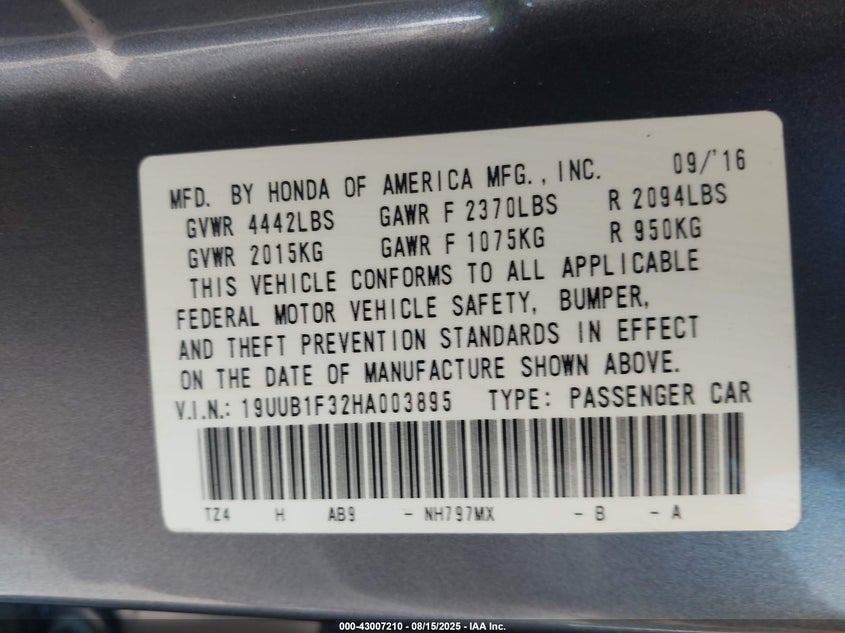 MFD. BY HONDA OF AMERICA MFG., INC. 09/'16
GVWR 4442LBS GAWR F 2370LBS R 2094LBS
GVWR 2015KG GAWR F 1075KG R 950KG
THIS VEHICLE CONFORMS TO ALL APPLICABLE
FEDERAL MOTOR VEHICLE SAFETY, BUMPER,
AND THEFT PREVENTION STANDARDS IN EFFECT
ON THE DATE OF MANUFACTURE SHOWN ABOVE.
V.I.N.: 19UUB1F32HA003895 TYPE: PASSENGER CAR
TZ4 H AB9 - NH797MX - B - A
000-43007210 - 08/15/2025 - IAA Inc.